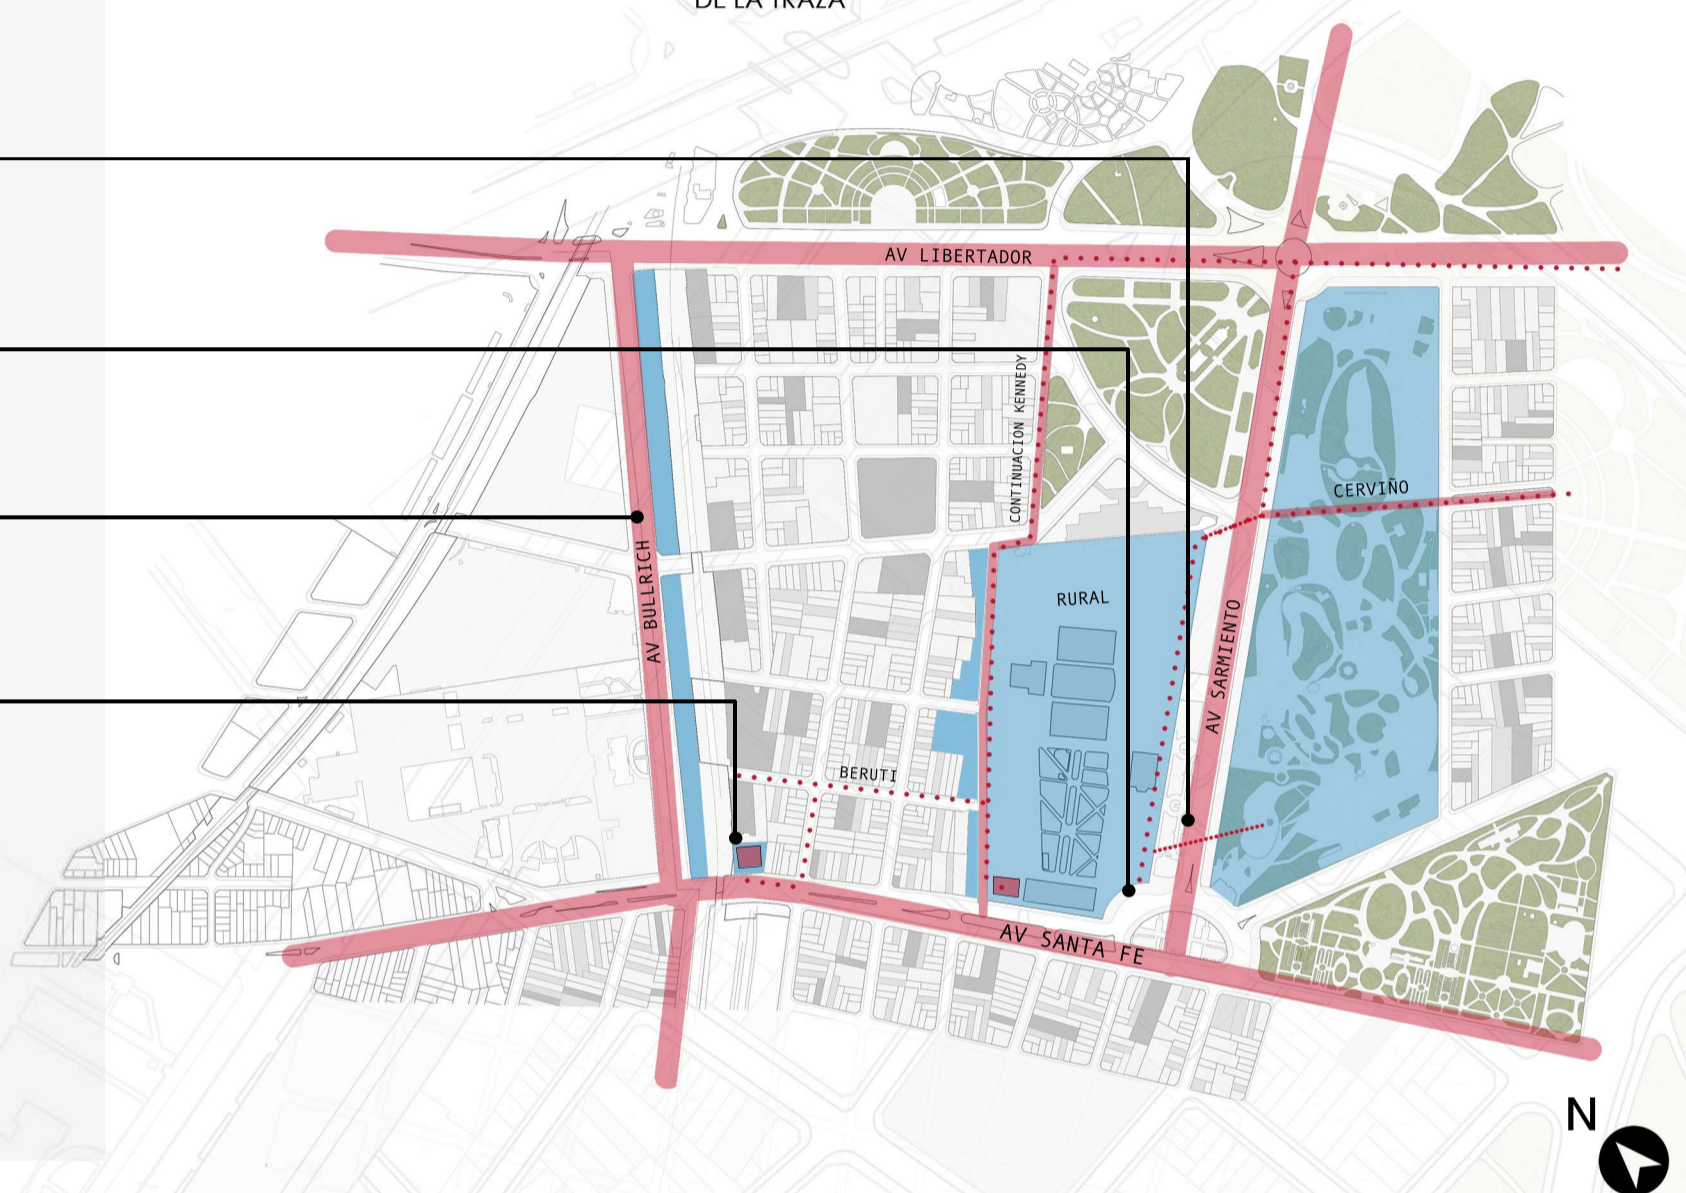 DE LA TRAZA
AV LIBERTADOR
CONTINUACION KENNEDY
CERVIÑO
AV BULLRICH
RURAL
AV SARMIENTO
BERUTI
AV SANTA FE
N